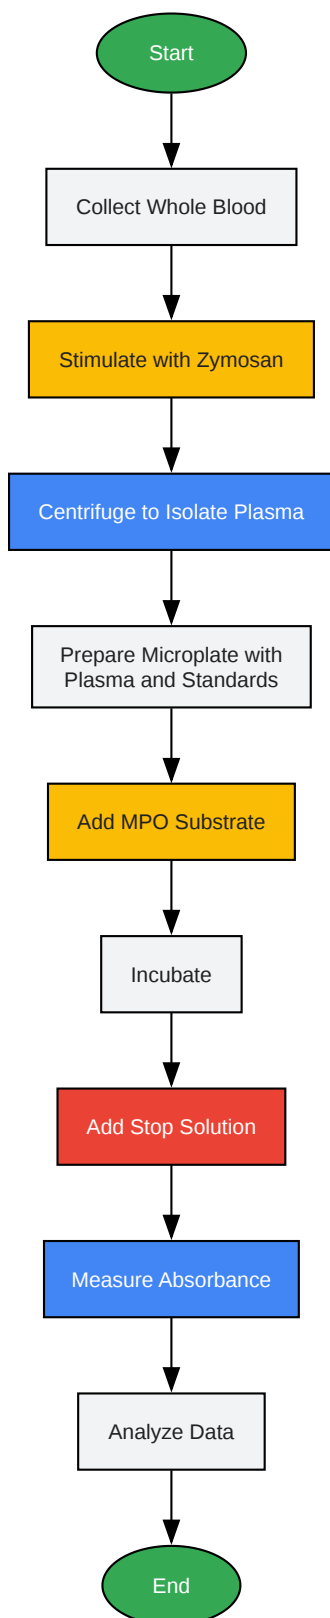 Start
Collect Whole Blood
Stimulate with Zymosan
Centrifuge to Isolate Plasma
Prepare Microplate with
Plasma and Standards
Add MPO Substrate
Incubate
Add Stop Solution
Measure Absorbance
Analyze Data
End